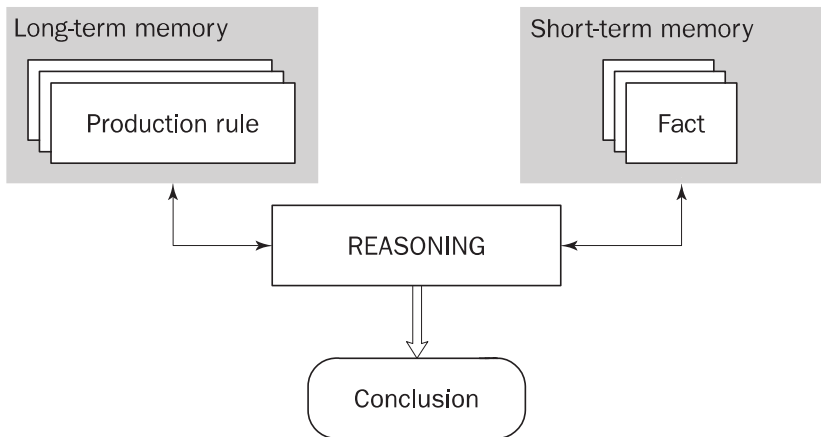 Long-term memory
Short-term memory
Production rule
Fact
REASONING
Conclusion